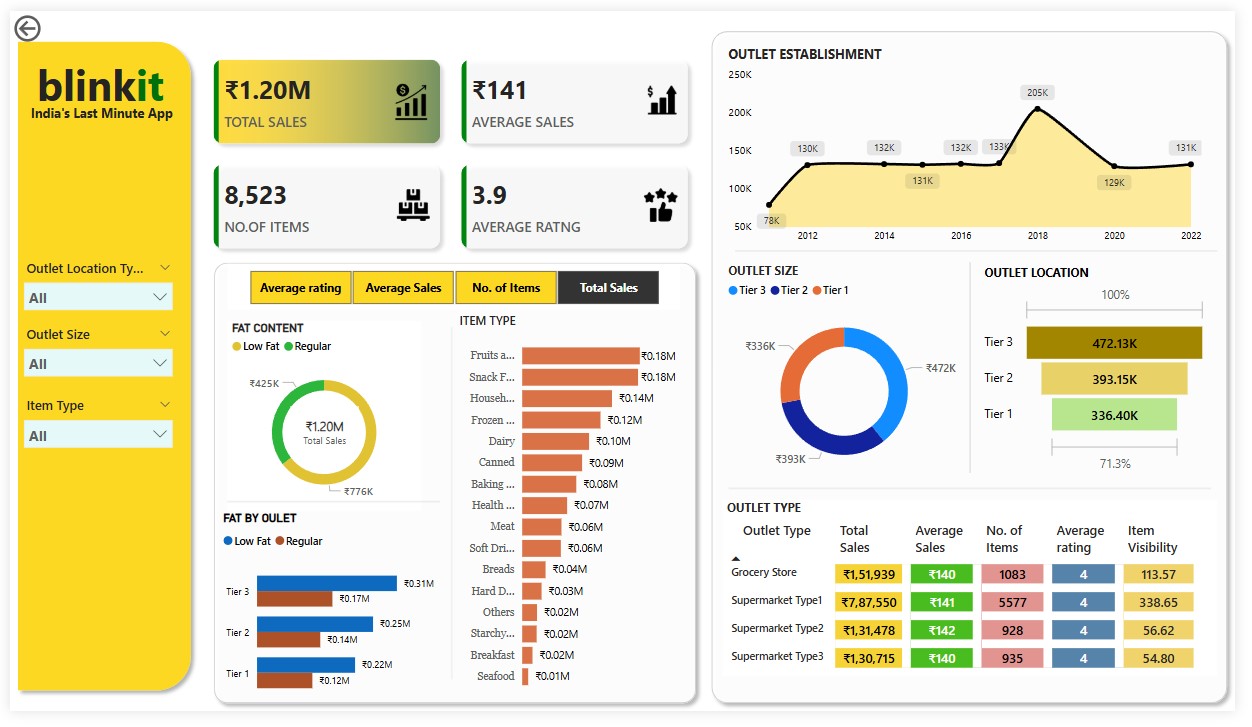 blinkit
India's Last Minute App
Outlet Location Ty...
All
Outlet Size
All
Item Type
All
₹1.20M
TOTAL SALES
₹141
AVERAGE SALES
8,523
NO.OF ITEMS
3.9
AVERAGE RATNG
Average rating
Average Sales
No. of Items
Total Sales
FAT CONTENT
Low Fat Regular
₹425K
₹1.20M
Total Sales
₹776K
FAT BY OULET
Low Fat Regular
Tier 3 ₹0.31M
₹0.17M
Tier 2 ₹0.25M
₹0.14M
Tier 1 ₹0.22M
₹0.12M
ITEM TYPE
Fruits a... ₹0.18M
Snack F... ₹0.18M
Househ... ₹0.14M
Frozen ... ₹0.12M
Dairy ₹0.10M
Canned ₹0.09M
Baking ... ₹0.08M
Health ... ₹0.07M
Meat ₹0.06M
Soft Dri... ₹0.06M
Breads ₹0.04M
Hard D... ₹0.03M
Others ₹0.02M
Starchy... ₹0.02M
Breakfast ₹0.02M
Seafood ₹0.01M
OUTLET ESTABLISHMENT
250K
200K
150K
100K
50K
78K
130K
132K
131K
132K
133K
205K
129K
131K
2012 2014 2016 2018 2020 2022
OUTLET SIZE
Tier 3 Tier 2 Tier 1
₹336K
₹472K
₹393K
OUTLET LOCATION
100%
Tier 3 472.13K
Tier 2 393.15K
Tier 1 336.40K
71.3%
OUTLET TYPE
Outlet Type Total Sales Average Sales No. of Items Average rating Item Visibility
Grocery Store ₹1,51,939 ₹140 1083 4 113.57
Supermarket Type1 ₹7,87,550 ₹141 5577 4 338.65
Supermarket Type2 ₹1,31,478 ₹142 928 4 56.62
Supermarket Type3 ₹1,30,715 ₹140 935 4 54.80